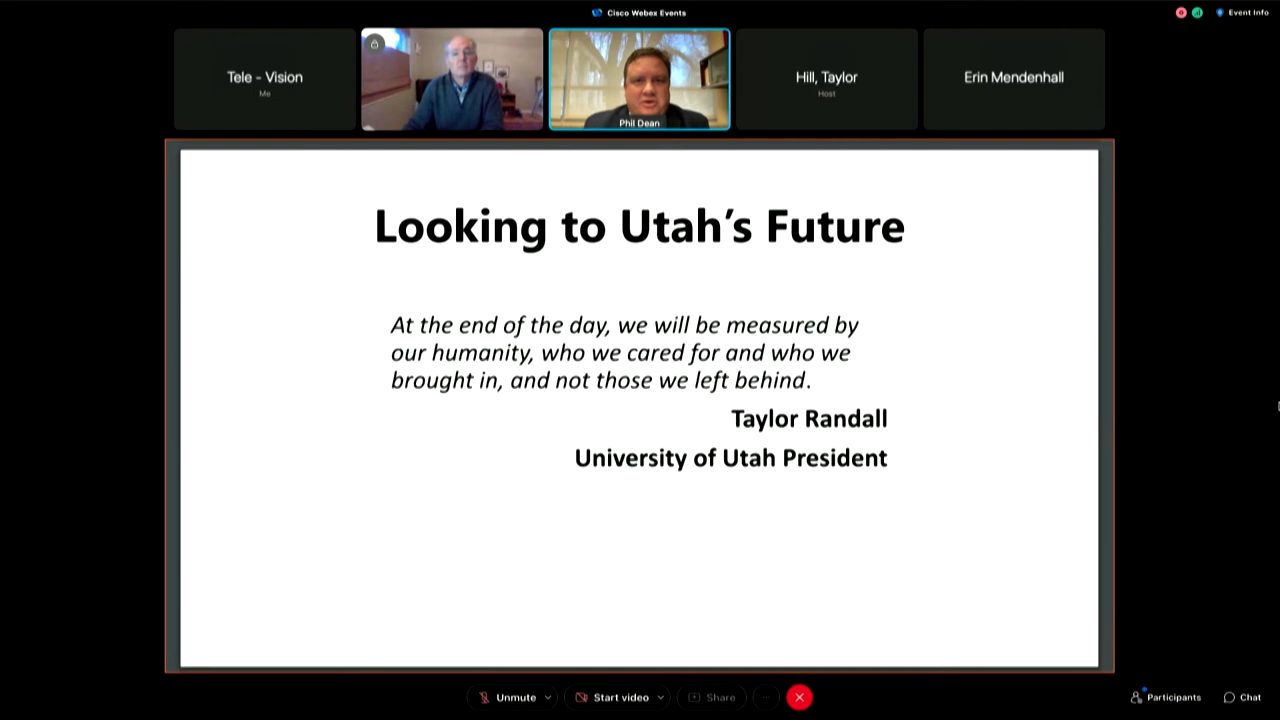 Cisco Webex Events
Event Info
Tele - Vision
Me
Phil Dean
Hill, Taylor
Host
Erin Mendenhall
Looking to Utah’s Future
At the end of the day, we will be measured by
our humanity, who we cared for and who we
brought in, and not those we left behind.
Taylor Randall
University of Utah President
Unmute
Start video
Share
Participants
Chat